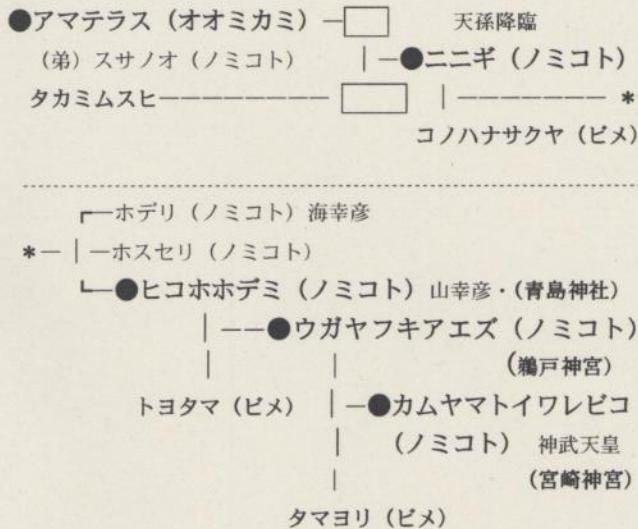 ●アマテラス（オオミカミ）―□　天孫降臨
（弟）スサノオ（ノミコト）　｜―●ニニギ（ノミコト）
タカミムスヒ――――――――　□　｜――――――― *
コノハナサクヤ（ビメ）
┏―ホデリ（ノミコト）海幸彦
*―｜―ホスセリ（ノミコト）
┗―●ヒコホホデミ（ノミコト）山幸彦・（青島神社）
｜――●ウガヤフキアエズ（ノミコト）
｜　｜　（鵜戸神宮）
トヨタマ（ビメ）　｜―●カムヤマトイワレビコ
｜　（ノミコト）　神武天皇
｜　（宮崎神宮）
タマヨリ（ビメ）